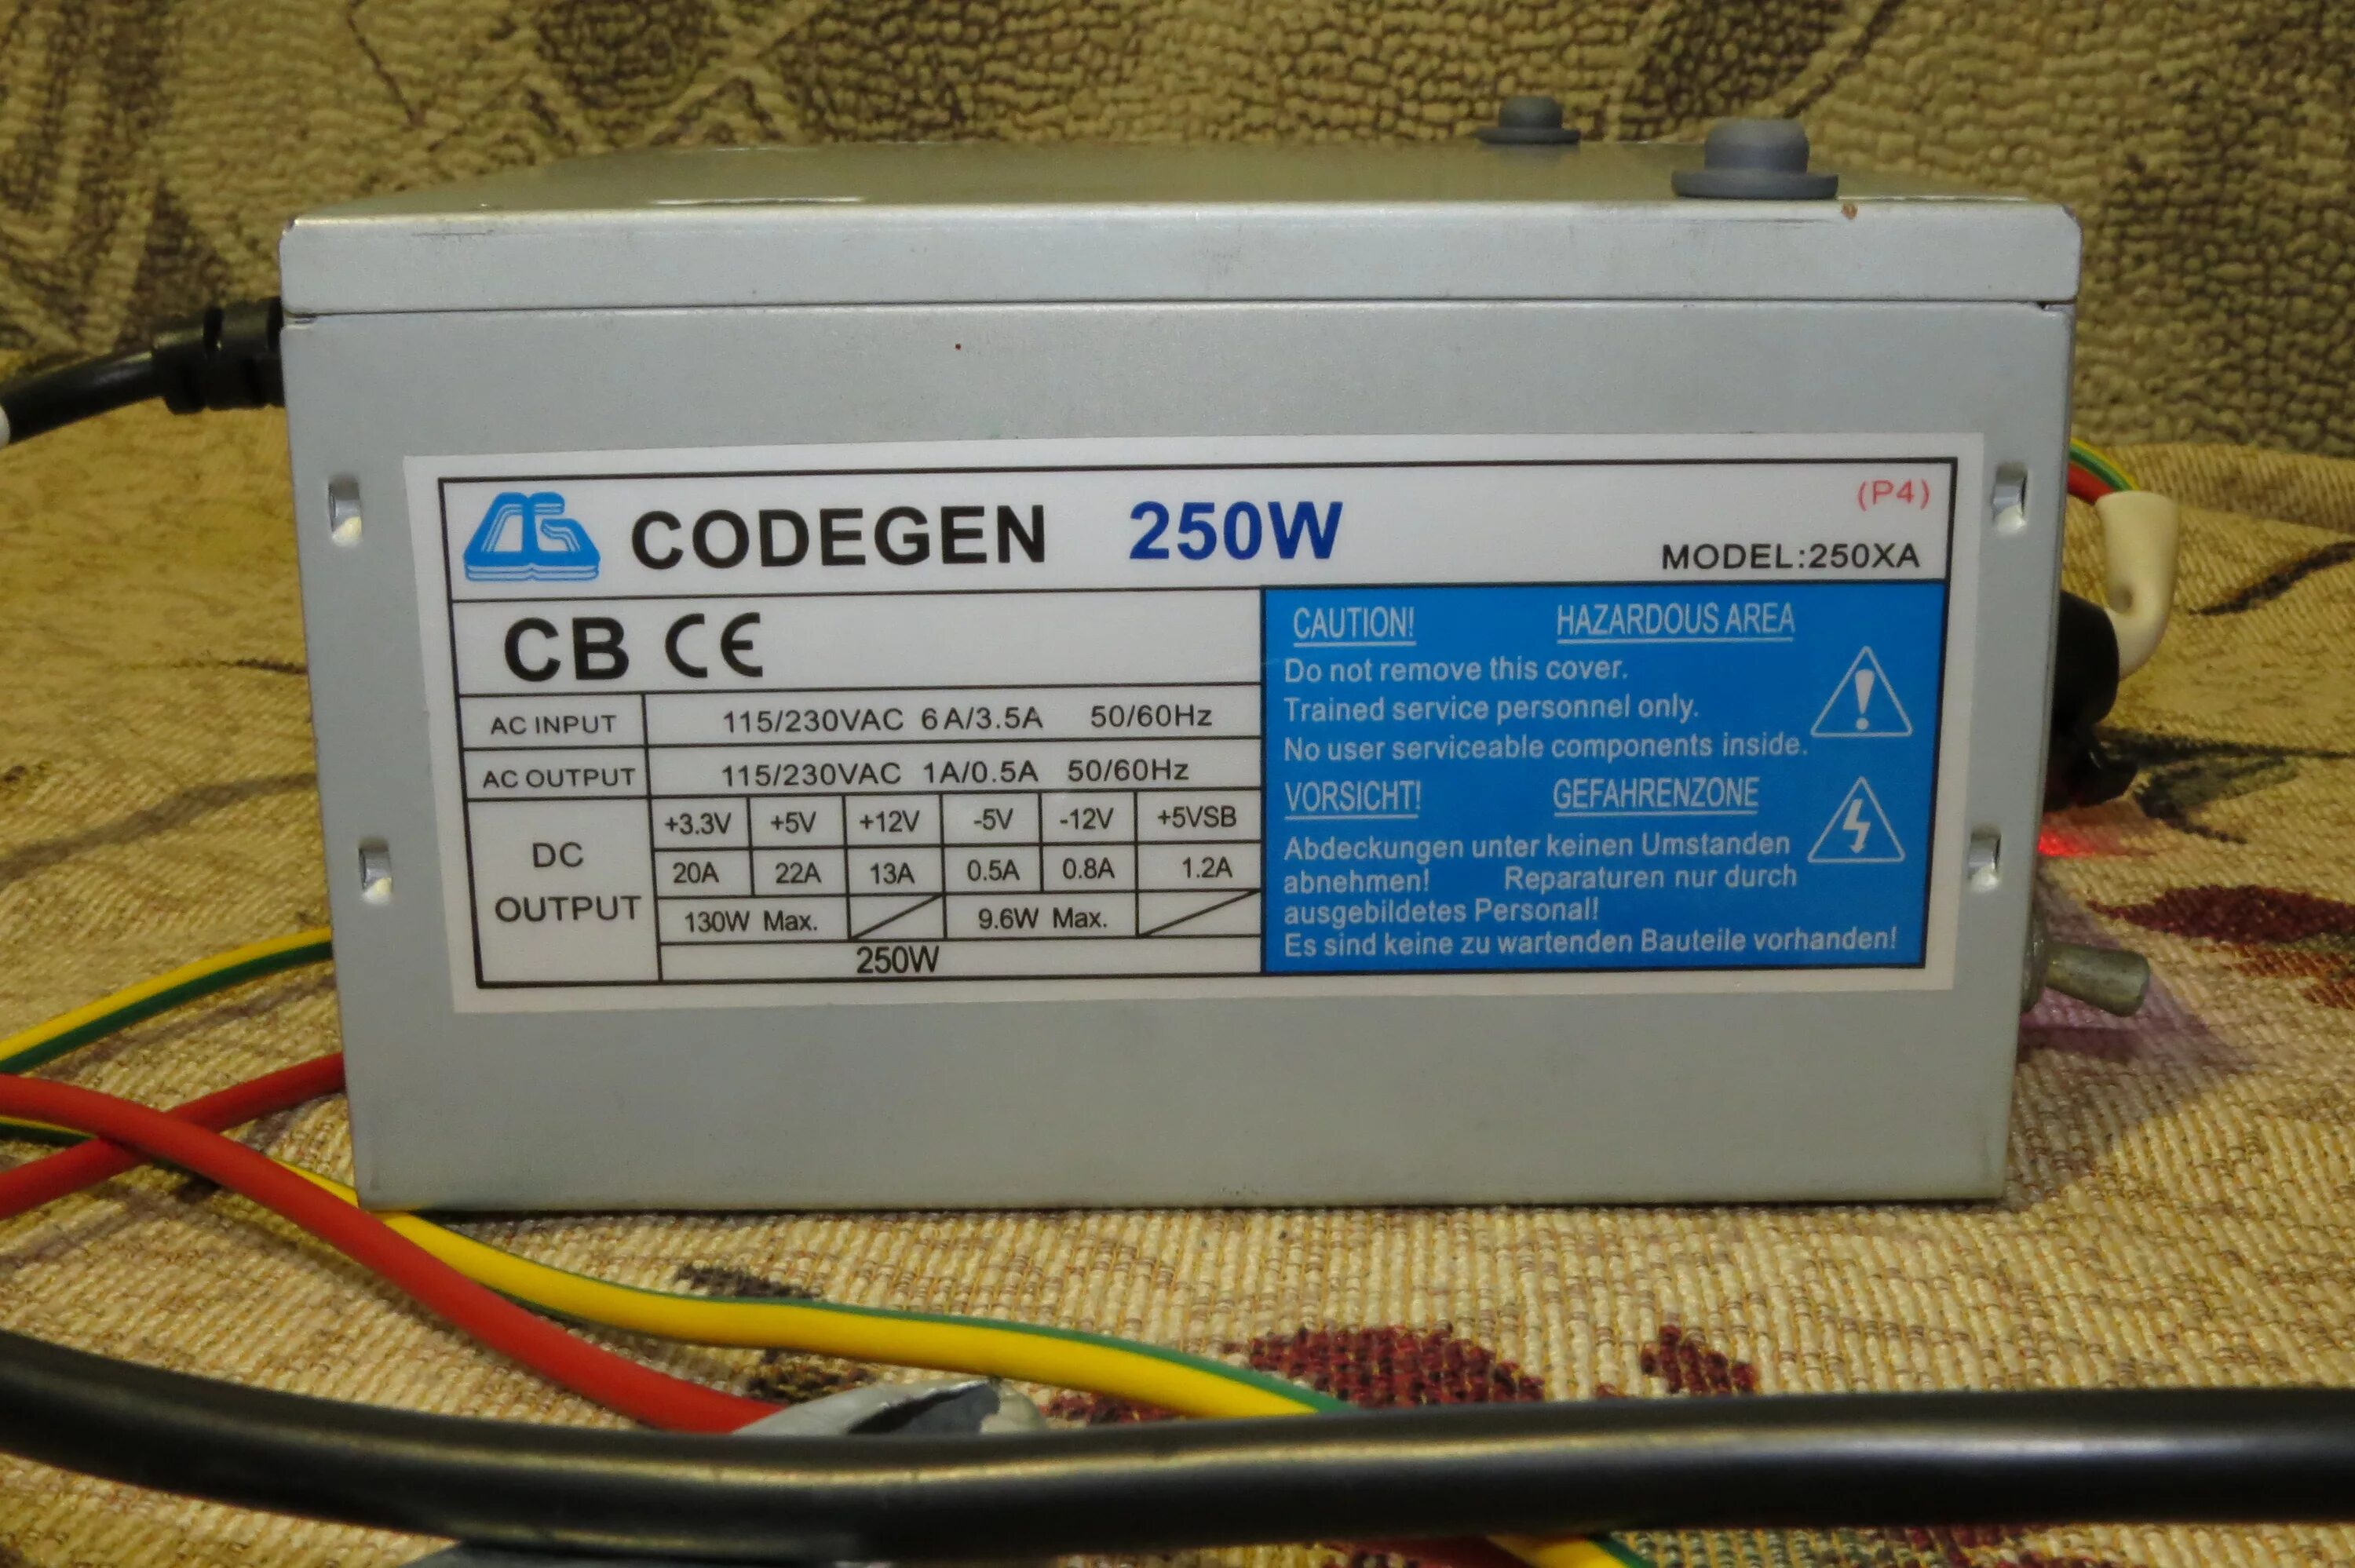 CODEGEN 250W
(P4)
MODEL:250XA
CB CE
AC INPUT 115/230VAC 6A/3.5A 50/60Hz
AC OUTPUT 115/230VAC 1A/0.5A 50/60Hz
DC OUTPUT
+3.3V +5V +12V -5V -12V +5VSB
20A 22A 13A 0.5A 0.8A 1.2A
130W Max. 9.6W Max.
250W
CAUTION! HAZARDOUS AREA
Do not remove this cover.
Trained service personnel only.
No user serviceable components inside.
VORSICHT! GEFAHRENZONE
Abdeckungen unter keinen Umstanden
abnehmen! Reparaturen nur durch
ausgebildetes Personal!
Es sind keine zu wartenden Bauteile vorhanden!